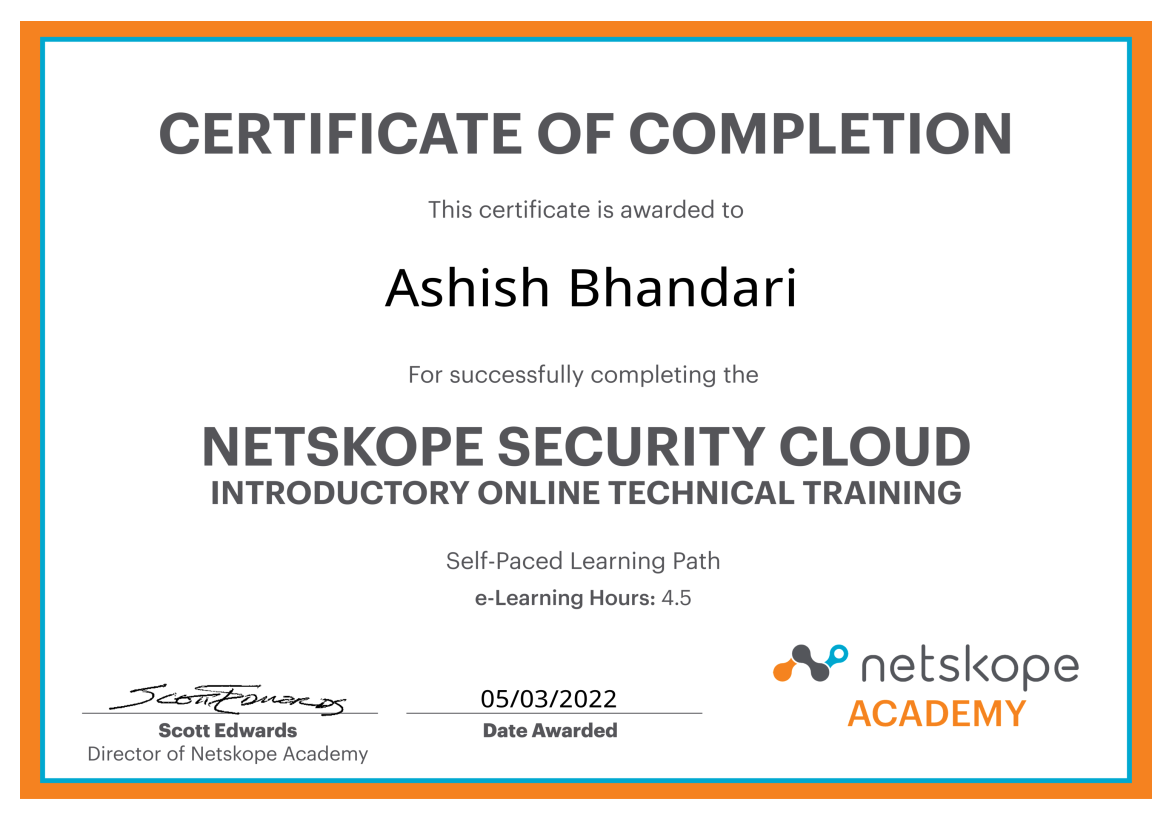 CERTIFICATE OF COMPLETION
This certificate is awarded to
Ashish Bhandari
For successfully completing the
NETSKOPE SECURITY CLOUD
INTRODUCTORY ONLINE TECHNICAL TRAINING
Self-Paced Learning Path
e-Learning Hours: 4.5
Scott Edwards
Scott Edwards
Director of Netskope Academy
05/03/2022
Date Awarded
netskope
ACADEMY